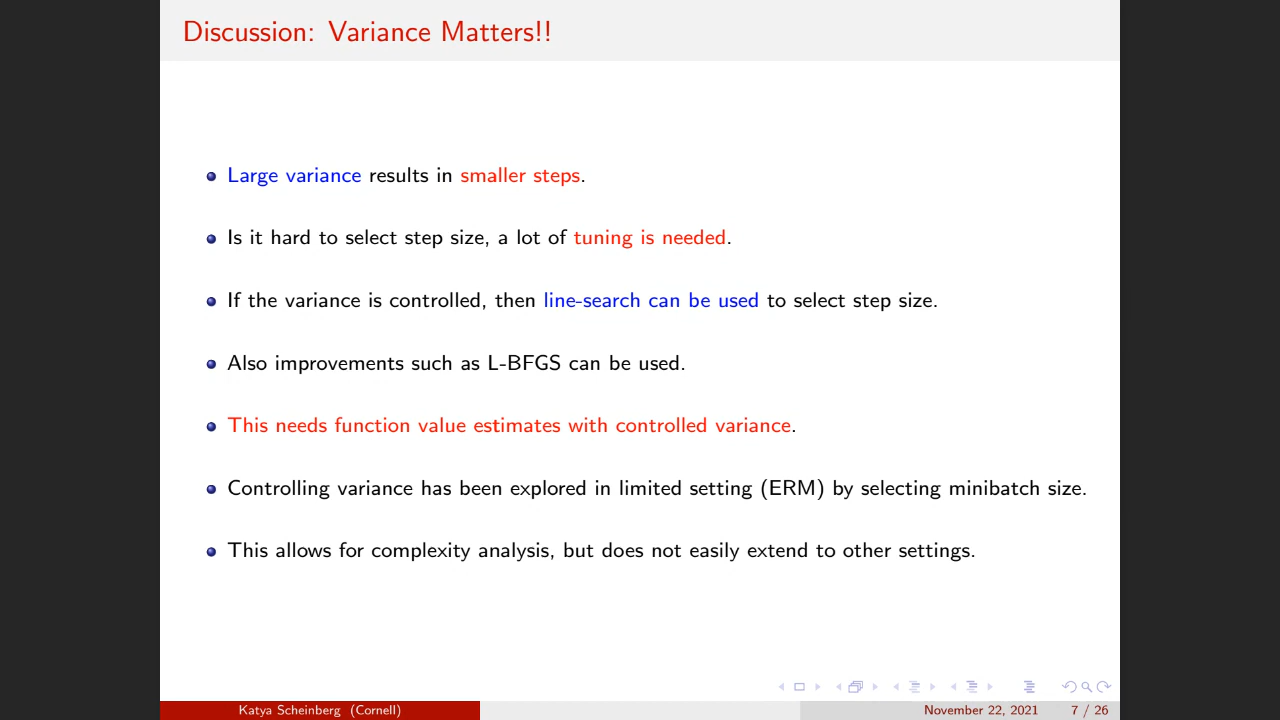 Discussion: Variance Matters!!
Large variance results in smaller steps.
Is it hard to select step size, a lot of tuning is needed.
If the variance is controlled, then line-search can be used to select step size.
Also improvements such as L-BFGS can be used.
This needs function value estimates with controlled variance.
Controlling variance has been explored in limited setting (ERM) by selecting minibatch size.
This allows for complexity analysis, but does not easily extend to other settings.
Katya Scheinberg (Cornell)
November 22, 2021
7 / 26